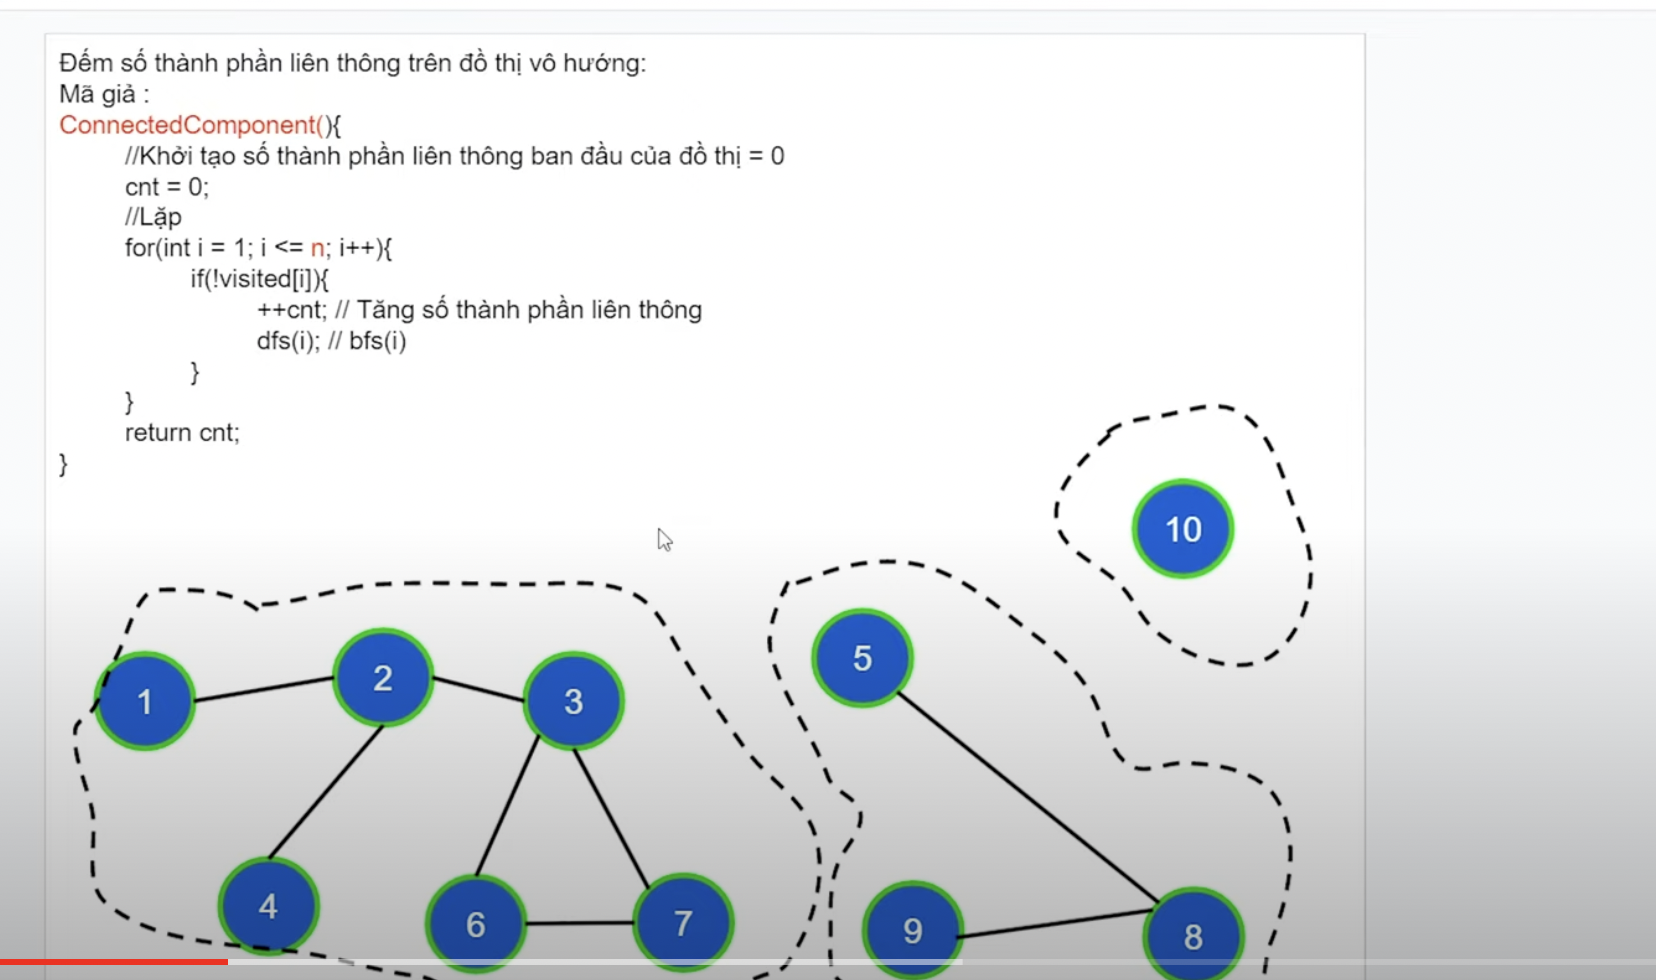 Đếm số thành phần liên thông trên đồ thị vô hướng:
Mã giả :
ConnectedComponent(){
//Khởi tạo số thành phần liên thông ban đầu của đồ thị = 0
cnt = 0;
//Lặp
for(int i = 1; i <= n; i++){
if(!visited[i]){
++cnt; // Tăng số thành phần liên thông
dfs(i); // bfs(i)
}
}
return cnt;
}
10
5
2
1
3
4
6
7
9
8